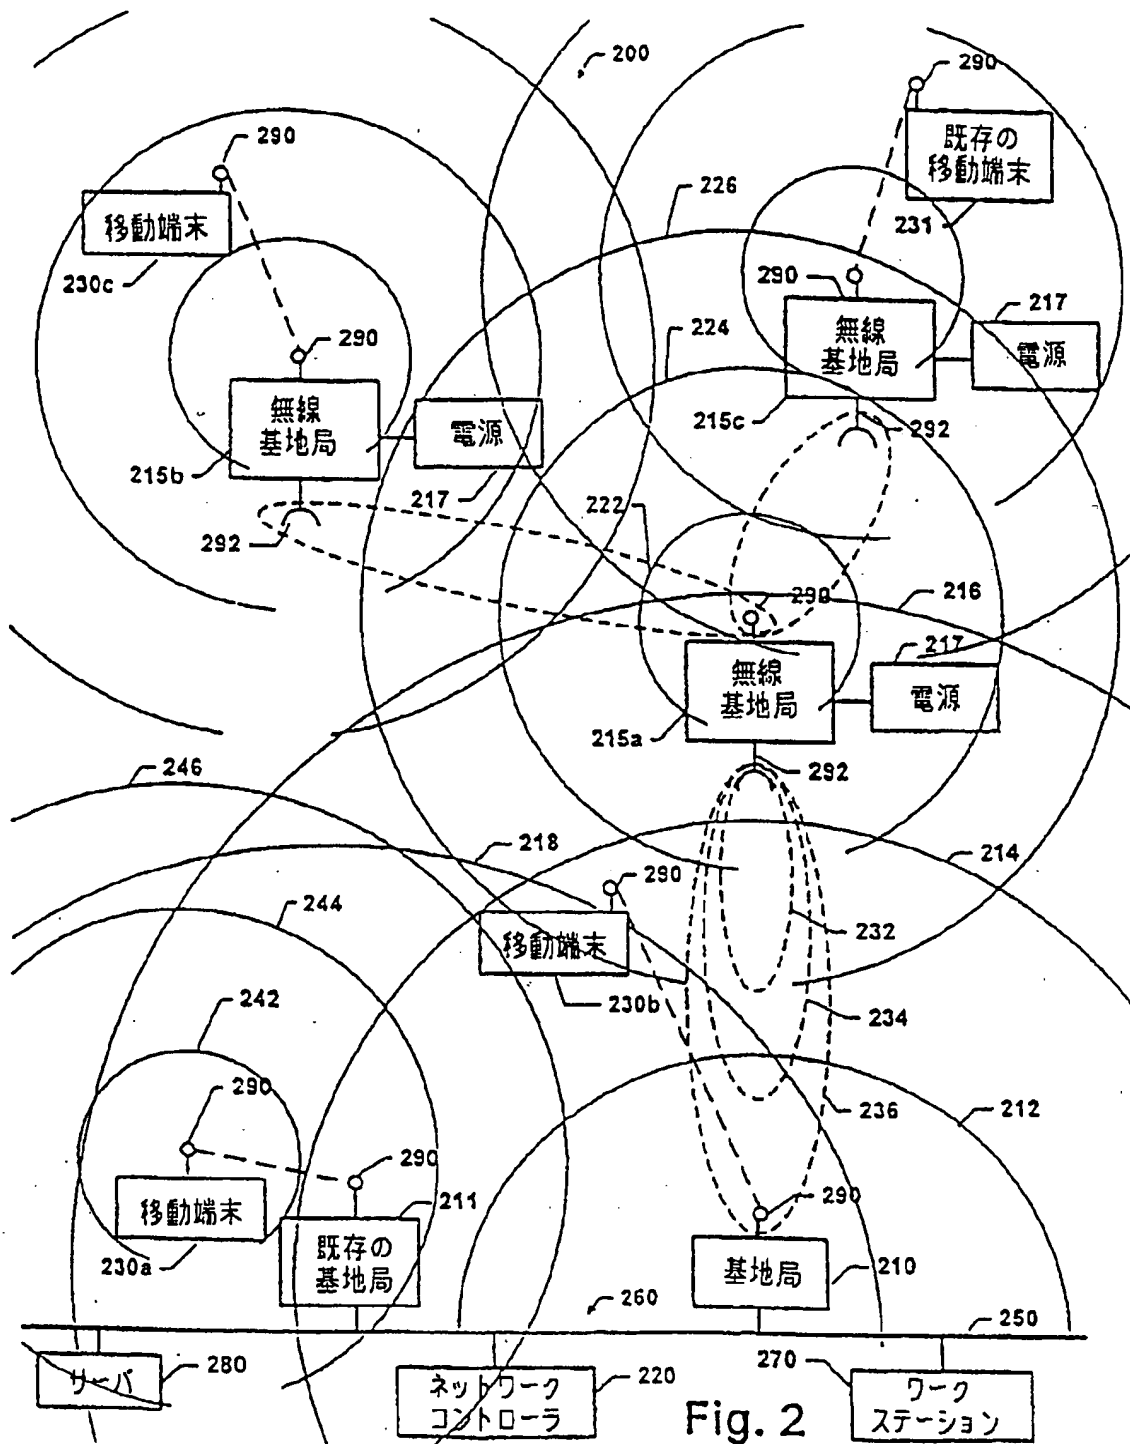 200
290
既存の
移動端末
231
290
移動端末
230c
226
290
無線
基地局
215c
217
電源
290
224
無線
基地局
215b
電源
217
292
292
222
290
216
無線
基地局
215a
217
電源
292
246
218
290
214
244
移動端末
230b
232
242
234
290
236
212
290
移動端末
230a
211
既存の
基地局
290
基地局
210
260
250
サーバ
280
ネットワーク
コントローラ
220
270
ワーク
ステーション
Fig. 2